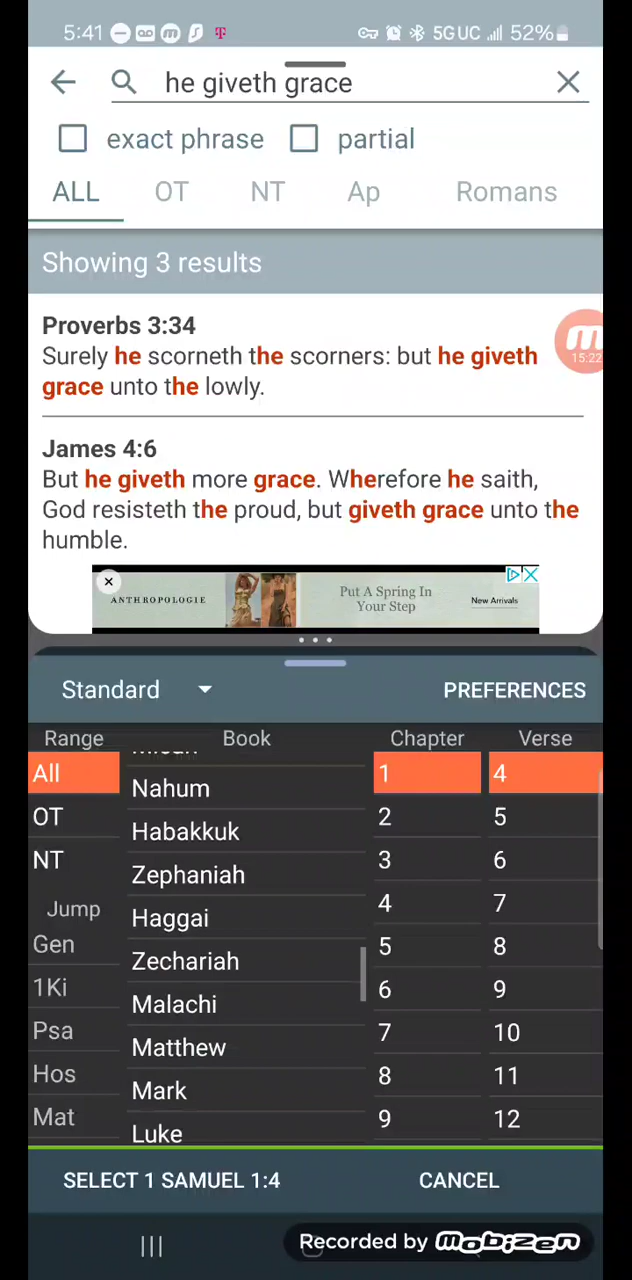 5:41 5G UC 52%
he giveth grace
exact phrase partial
ALL OT NT Ap Romans
Showing 3 results
Proverbs 3:34
Surely he scorneth the scorners: but he giveth
grace unto the lowly.
15:22
James 4:6
But he giveth more grace. Wherefore he saith,
God resisteth the proud, but giveth grace unto the
humble.
ANTHROPOLOGIE Put A Spring In
Your Step New Arrivals
Standard PREFERENCES
Range Book Chapter Verse
All 1 4
Nahum
OT 2 5
Habakkuk
NT 3 6
Zephaniah
Jump Haggai 4 7
Gen Zechariah 5 8
1Ki Malachi 6 9
Psa Matthew 7 10
Hos Mark 8 11
Mat Luke 9 12
SELECT 1 SAMUEL 1:4 CANCEL
Recorded by mobizen